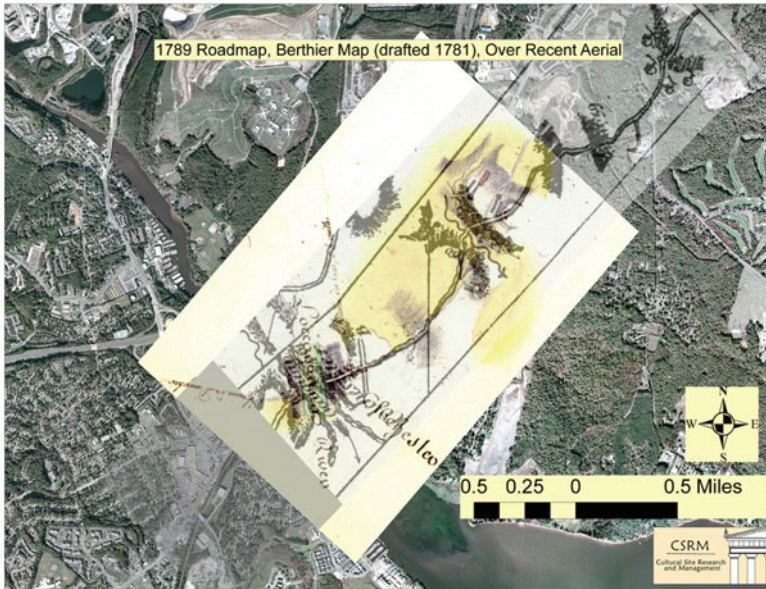 1789 Roadmap, Berthier Map (drafted 1781), Over Recent Aerial
River
N
W E
S
0.5 0.25 0 0.5 Miles
CSRM
Cultural Site Research
and Management